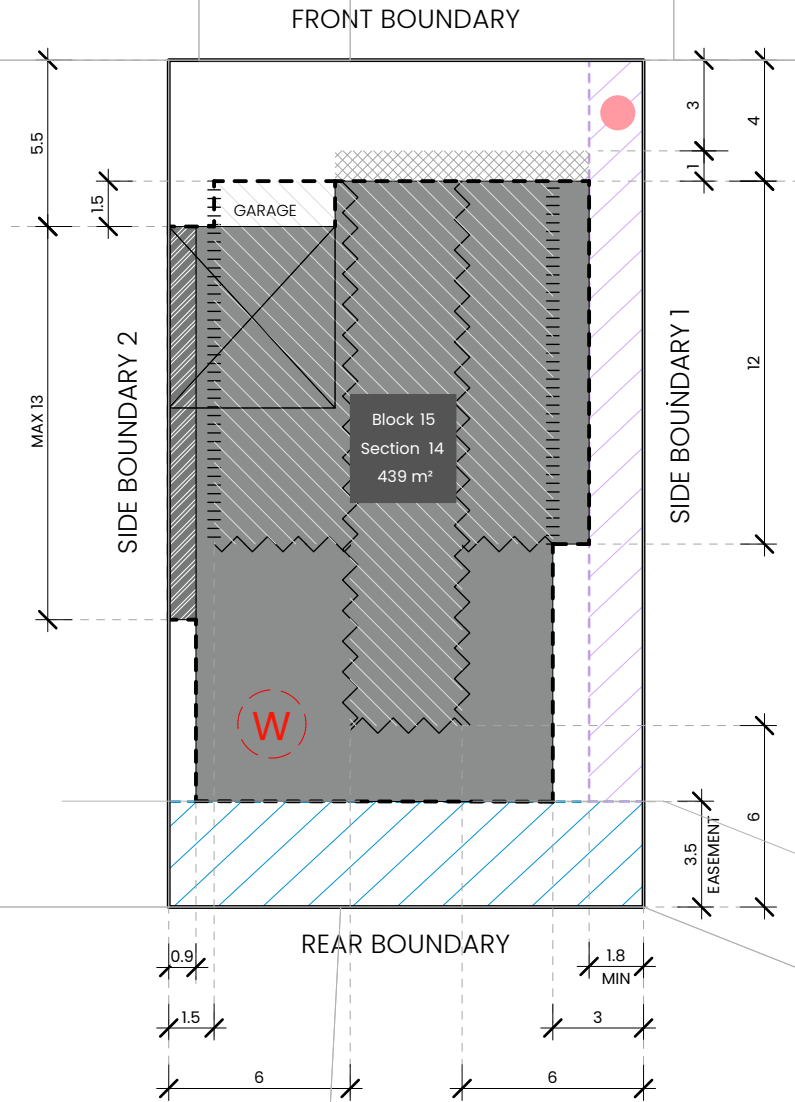 FRONT BOUNDARY
5.5
3
4
1
1.5
GARAGE
SIDE BOUNDARY 2
SIDE BOUNDARY 1
12
MAX 13
Block 15
Section 14
439 m²
W
6
3.5
EASEMENT
REAR BOUNDARY
0.9
1.8
MIN
1.5
3
6
6